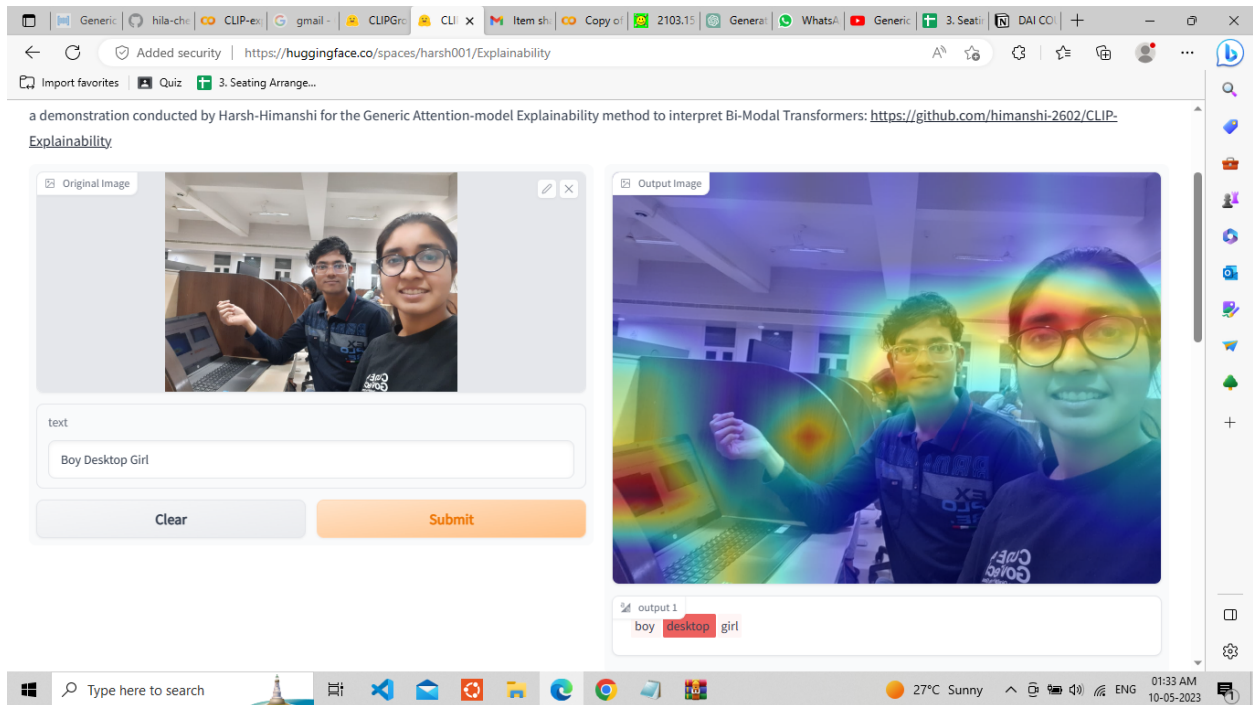 Generic
hila-che
CLIP-ex
gmail -
CLIPGro
CLI
Item sh
Copy of
2103.15
Generat
WhatsA
Generic
3. Seatin
DAI CO
Added security
https://huggingface.co/spaces/harsh001/Explainability
Import favorites
Quiz
3. Seating Arrange...
a demonstration conducted by Harsh-Himanshi for the Generic Attention-model Explainability method to interpret Bi-Modal Transformers: https://github.com/himanshi-2602/CLIP-
Explainability
Original Image
Output Image
text
Boy Desktop Girl
Clear
Submit
output 1
boy desktop girl
Type here to search
27°C Sunny
ENG
01:33 AM
10-05-2023
1